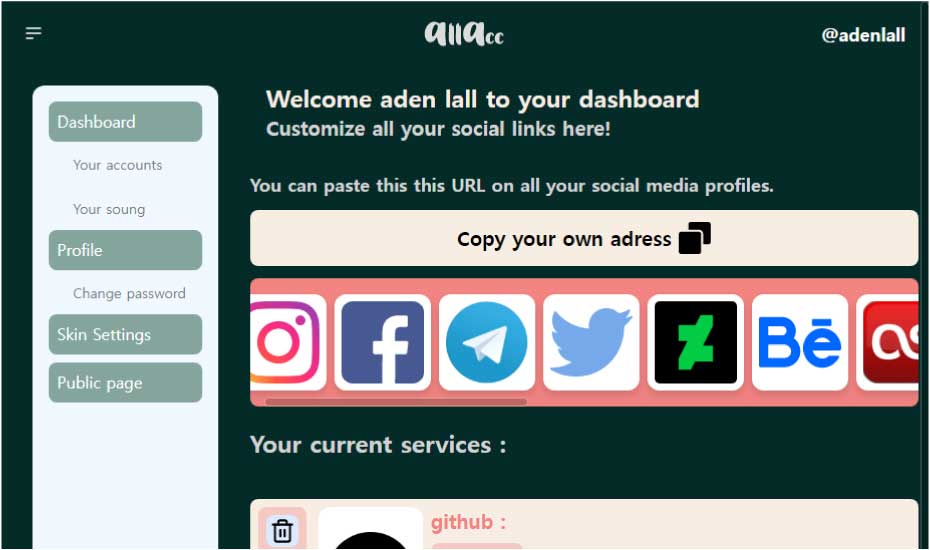 allacc
@adenlall
Welcome aden lall to your dashboard
Customize all your social links here!
Dashboard
Your accounts
Your soung
Profile
Change password
Skin Settings
Public page
You can paste this this URL on all your social media profiles.
Copy your own adress
Bē
Your current services :
github :